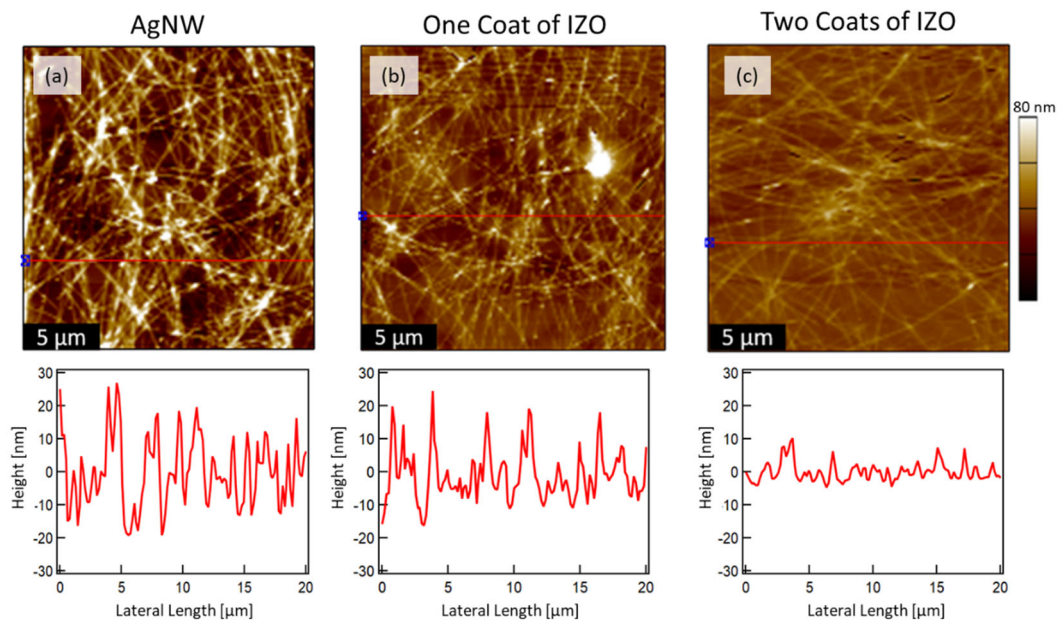 AgNW
One Coat of IZO
Two Coats of IZO
(a)
(b)
(c)
80 nm
5 µm
5 µm
5 µm
30
20
10
0
-10
-20
-30
Height [nm]
0
5
10
15
20
Lateral Length [µm]
30
20
10
0
-10
-20
-30
Height [nm]
0
5
10
15
20
Lateral Length [µm]
30
20
10
0
-10
-20
-30
Height [nm]
0
5
10
15
20
Lateral Length [µm]